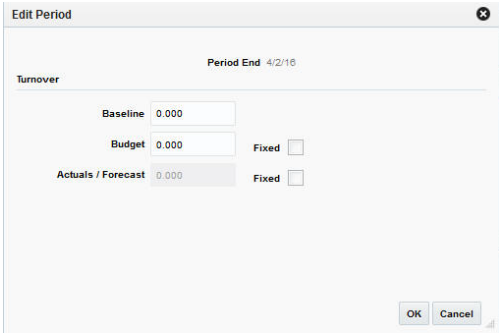 Edit Period
Period End 4/2/16
Turnover
Baseline 0.000
Budget 0.000 Fixed
Actuals / Forecast 0.000 Fixed
OK Cancel